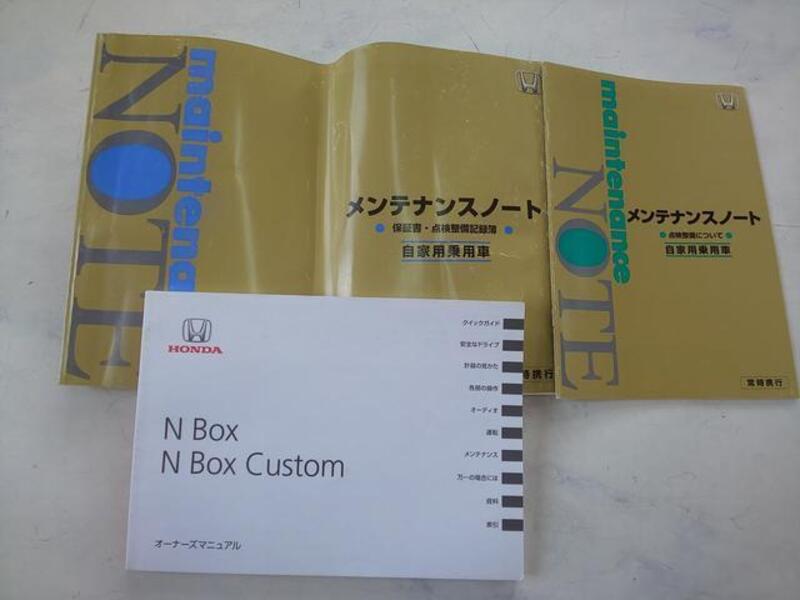 maintena
NOTE
メンテナンスノート
保証書・点検整備記録簿
自家用乗用車
時携行
maintenance
NOTE
メンテナンスノート
点検整備について
自家用乗用車
常時携行
HONDA
N Box
N Box Custom
オーナーズマニュアル
クイックガイド
安全なドライブ
計器の見かた
各部の操作
オーディオ
運転
メンテナンス
万一の場合には
資料
索引